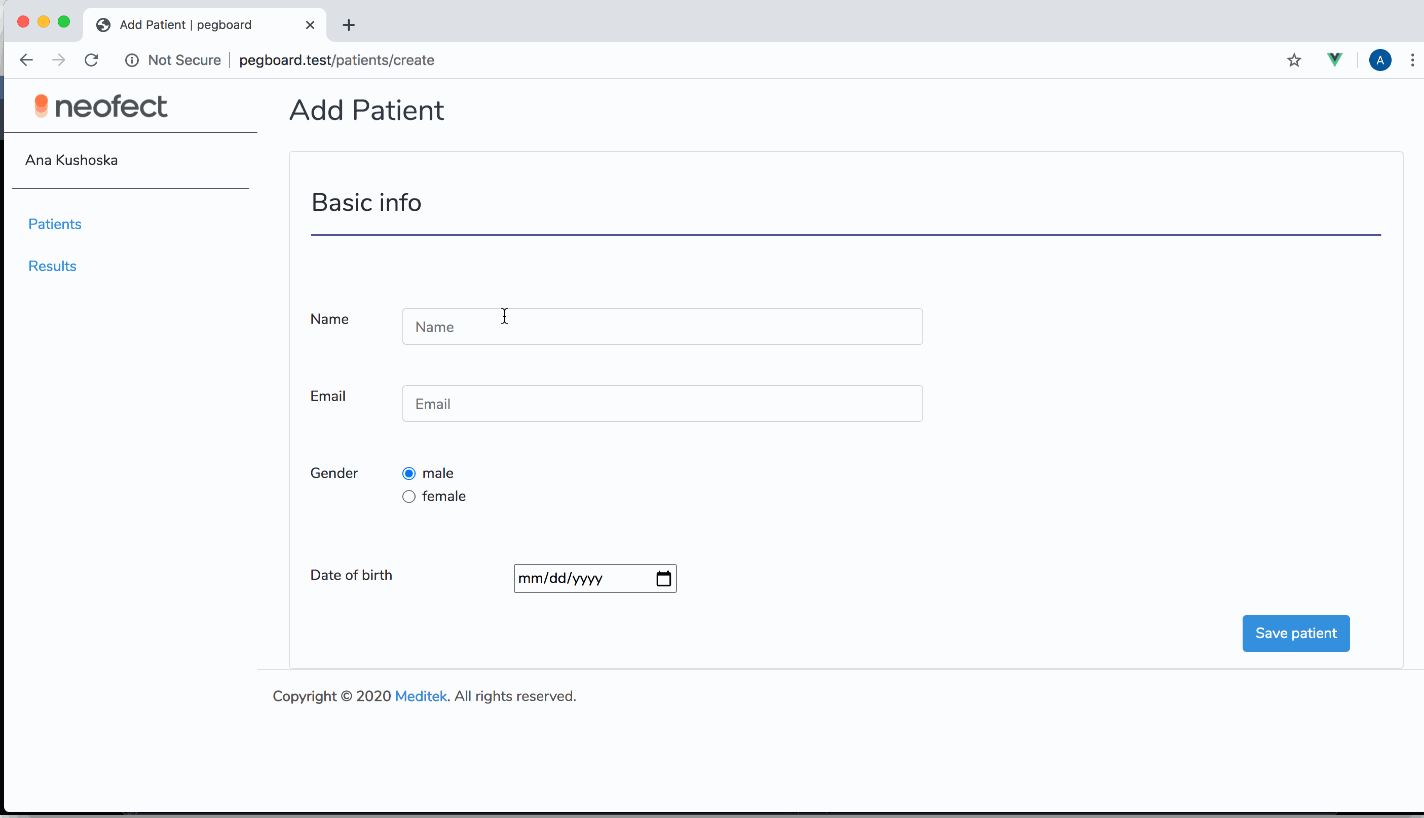 Add Patient | pegboard
Not Secure | pegboard.test/patients/create
A
neofect
Add Patient
Ana Kushoska
Basic info
Patients
Results
Name
Name
Email
Email
Gender
male
female
Date of birth
mm/dd/yyyy
Save patient
Copyright © 2020 Meditek. All rights reserved.